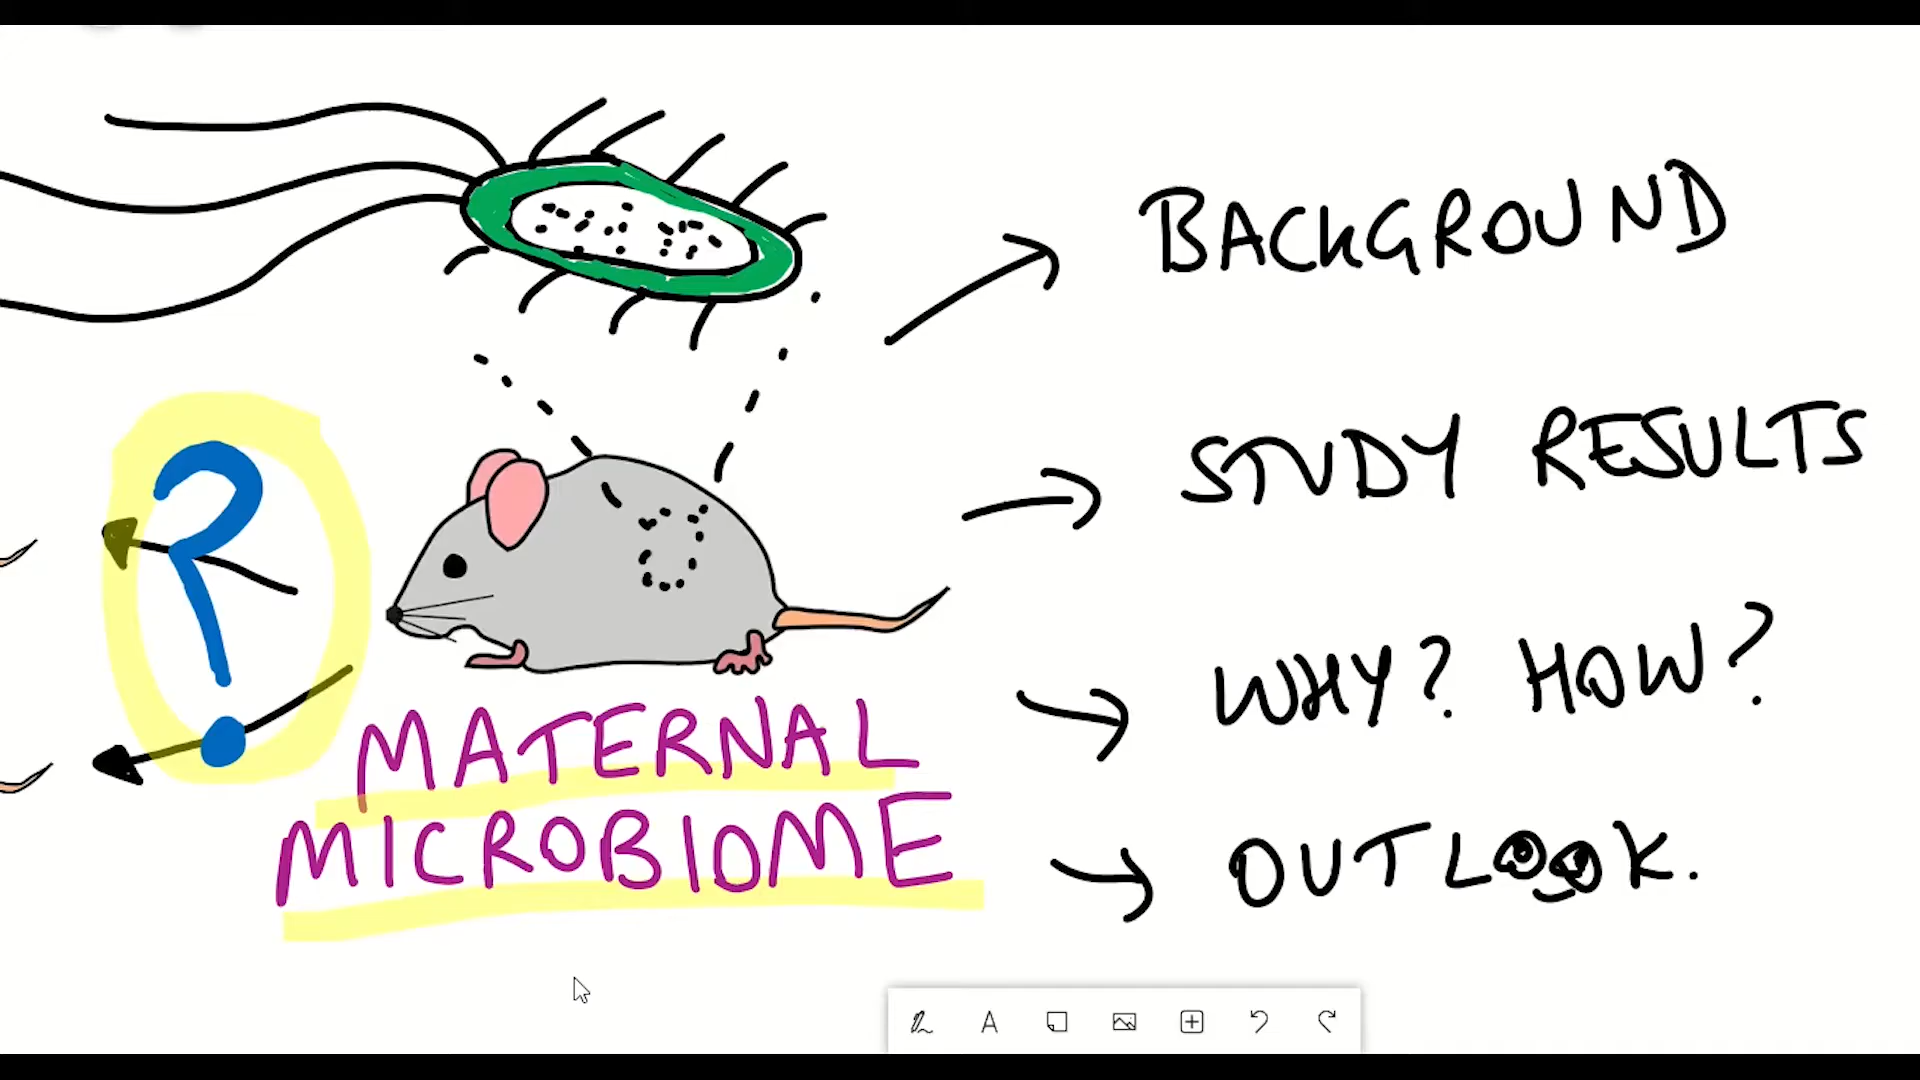 BACKGROUND
STUDY RESULTS
WHY? HOW?
OUTLOOK.
?
MATERNAL
MICROBIOME
A